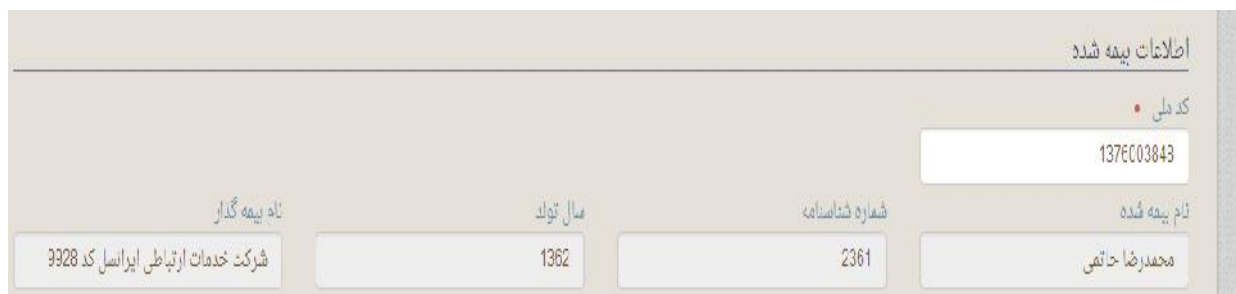 اطلاعات بیمه شده
کد ملی •
1376003843
نام بیمه شده شماره شناسنامه سال تولد نام بیمه گذار
محمدرضا حاتمی 2361 1362 شرکت خدمات ارتباطی ایرانسل کد 9928